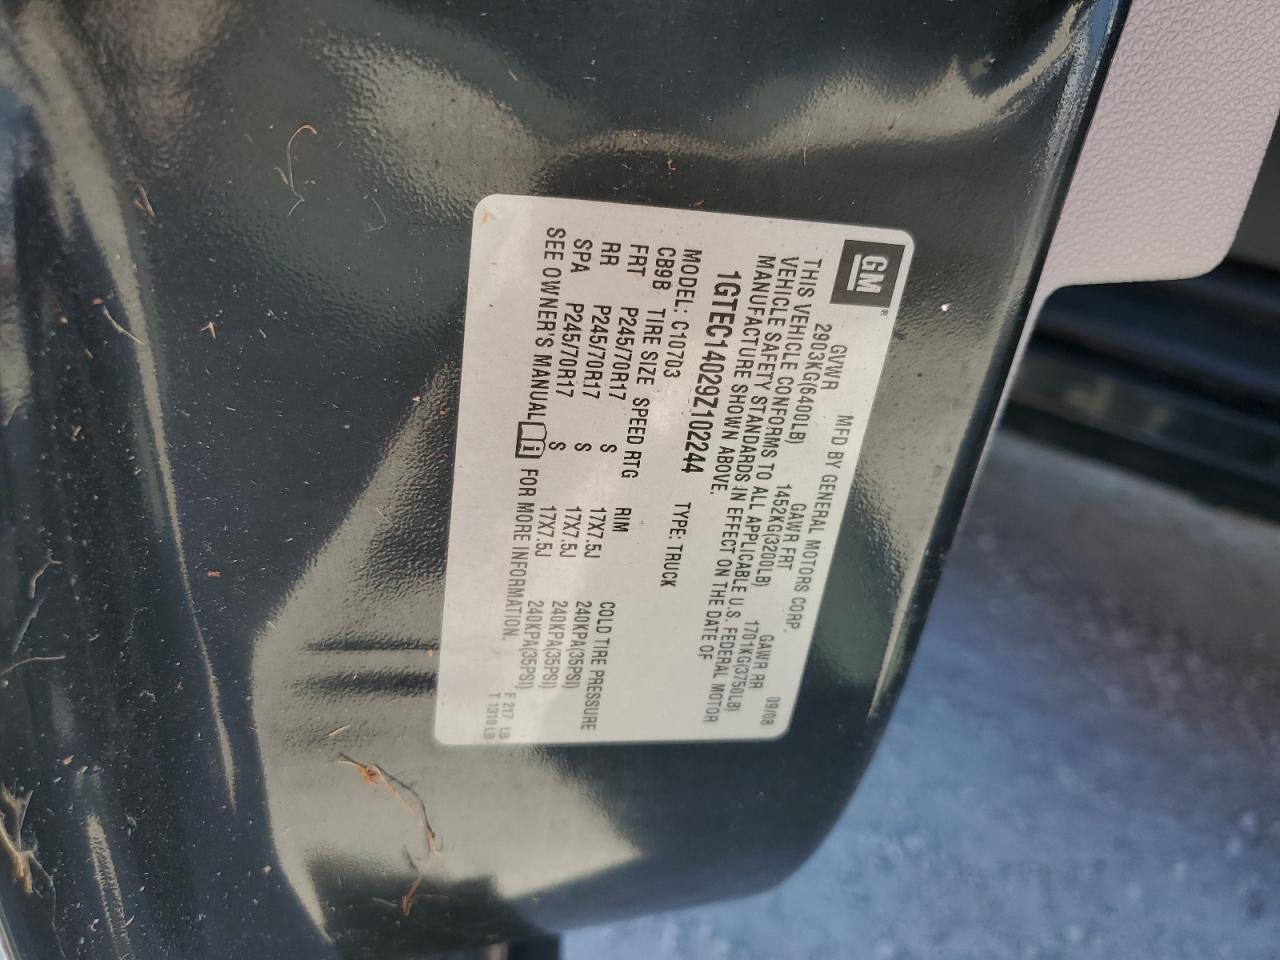 GM
MFD BY GENERAL MOTORS CORP. 09/08
GVWR GAWR FRT GAWR RR
2903KG(6400LB) 1452KG(3200LB) 1701KG(3750LB)
THIS VEHICLE CONFORMS TO ALL APPLICABLE U.S. FEDERAL MOTOR
VEHICLE SAFETY STANDARDS IN EFFECT ON THE DATE OF
MANUFACTURE SHOWN ABOVE.
1GTEC14029Z102244 TYPE: TRUCK
MODEL: C10703
CB9B TIRE SIZE SPEED RTG RIM COLD TIRE PRESSURE
FRT P245/70R17 S 17X7.5J 240KPA(35PSI)
RR P245/70R17 S 17X7.5J 240KPA(35PSI)
SPA P245/70R17 S 17X7.5J 240KPA(35PSI)
SEE OWNER'S MANUAL i FOR MORE INFORMATION.
F 217 LB
T 1310 LB